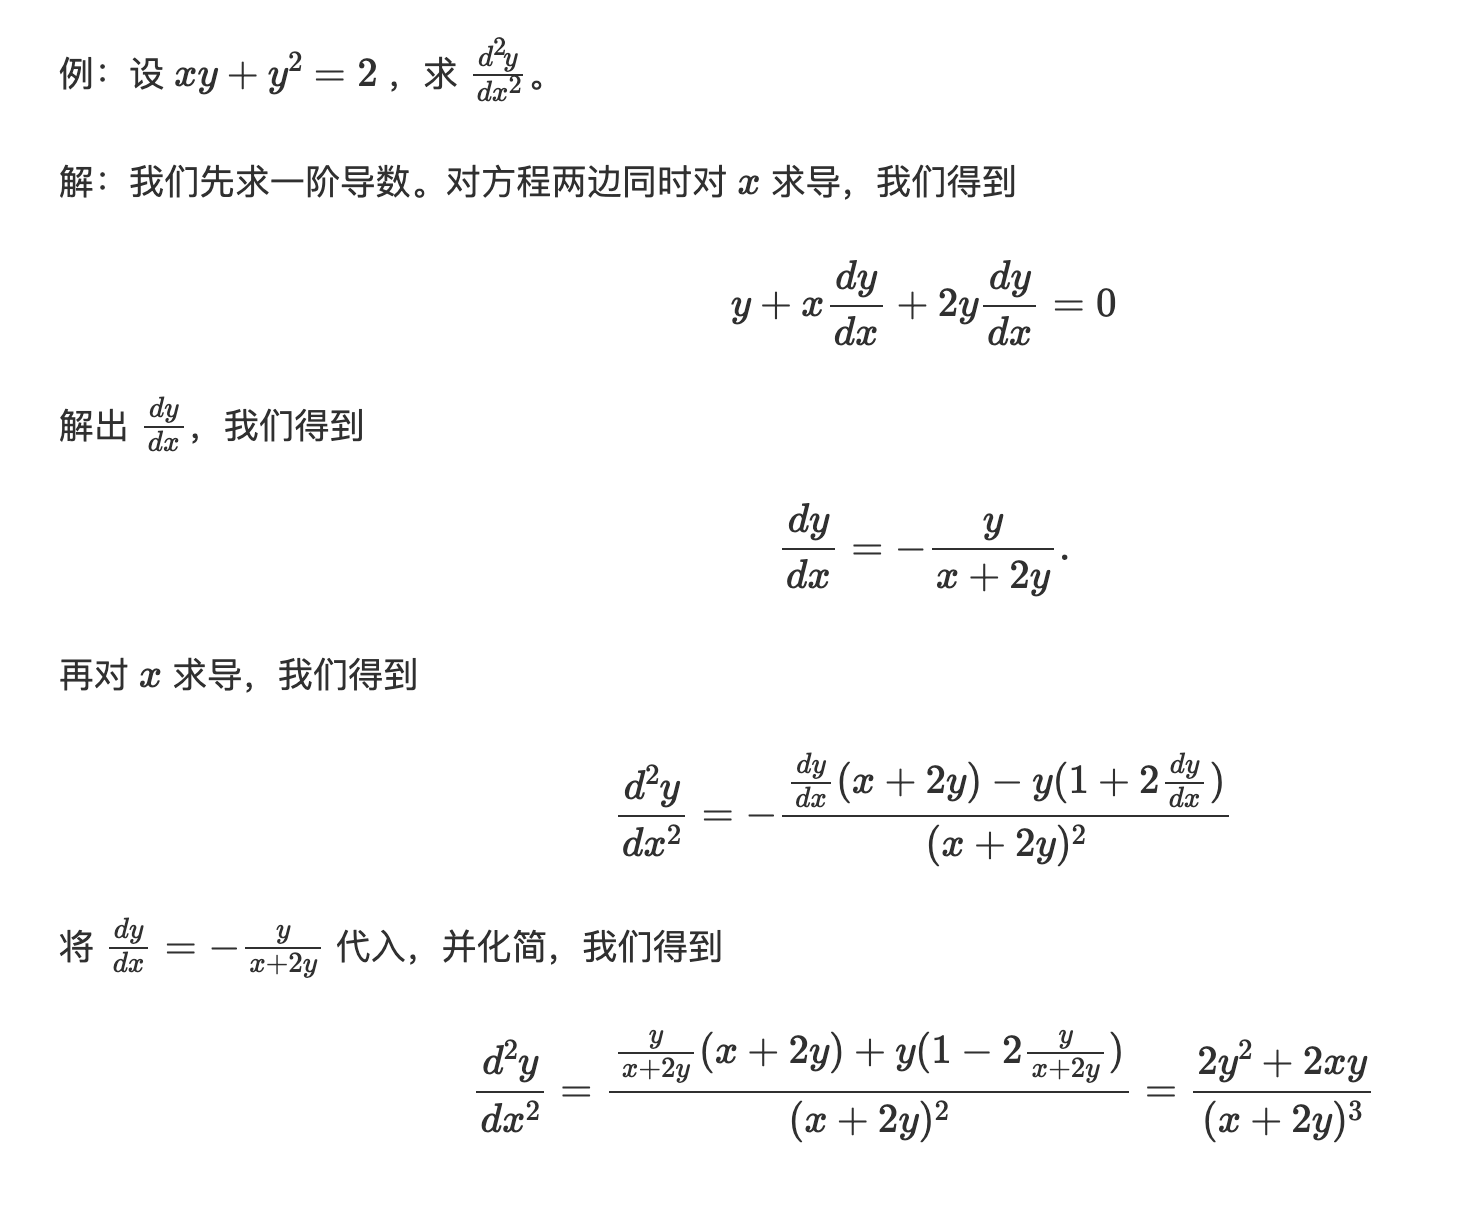 例：设 $xy + y^2 = 2$，求 $\frac{d^2y}{dx^2}$。
解：我们先求一阶导数。对方程两边同时对 $x$ 求导，我们得到
$y + x\frac{dy}{dx} + 2y\frac{dy}{dx} = 0$
解出 $\frac{dy}{dx}$，我们得到
$\frac{dy}{dx} = -\frac{y}{x + 2y}.$
再对 $x$ 求导，我们得到
$\frac{d^2y}{dx^2} = -\frac{\frac{dy}{dx}(x + 2y) - y(1 + 2\frac{dy}{dx})}{(x + 2y)^2}$
将 $\frac{dy}{dx} = -\frac{y}{x+2y}$ 代入，并化简，我们得到
$\frac{d^2y}{dx^2} = \frac{\frac{y}{x+2y}(x + 2y) + y(1 - 2\frac{y}{x+2y})}{(x + 2y)^2} = \frac{2y^2 + 2xy}{(x + 2y)^3}$